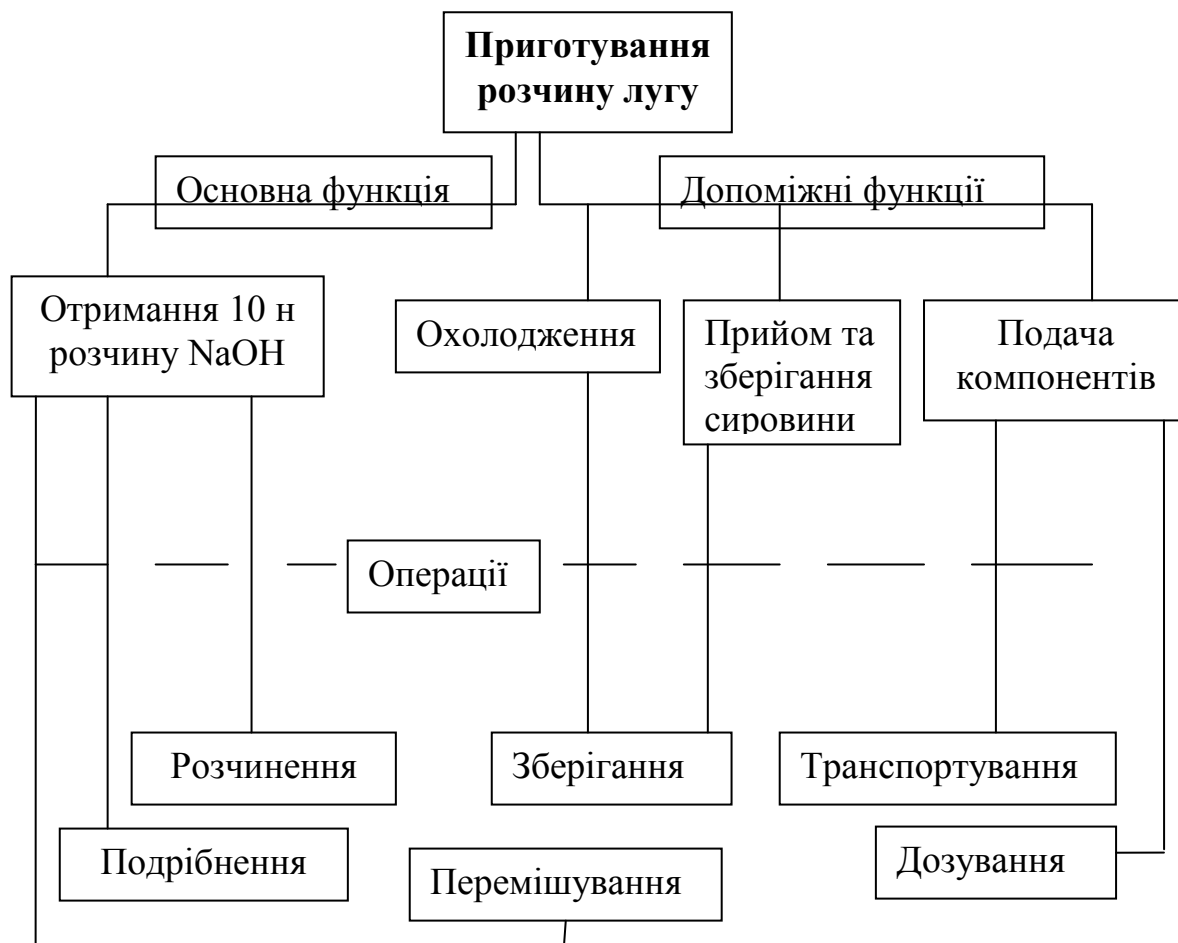 Приготування
розчину лугу
Основна функція
Допоміжні функції
Отримання 10 н
розчину NaOH
Охолодження
Прийом та
зберігання
сировини
Подача
компонентів
Операції
Розчинення
Зберігання
Транспортування
Подрібнення
Перемішування
Дозування